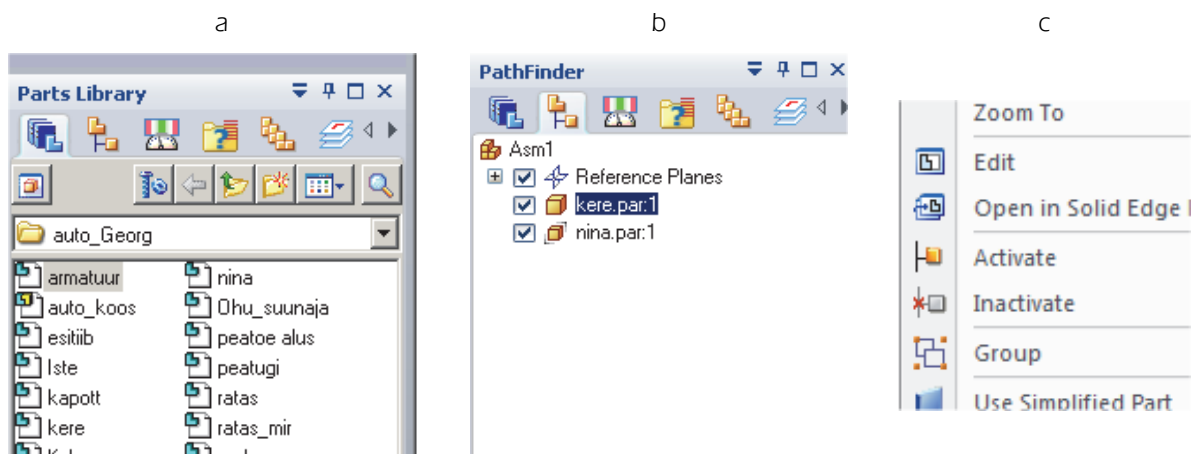 a
b
c
Parts Library
auto_Georg
armatuur
auto_koos
esitiib
Iste
kapott
kere
nina
Ohu_suunaja
peatoe alus
peatugi
ratas
ratas_mir
PathFinder
Asm1
Reference Planes
kere.par:1
nina.par:1
Zoom To
Edit
Open in Solid Edge
Activate
Inactivate
Group
Use Simplified Part